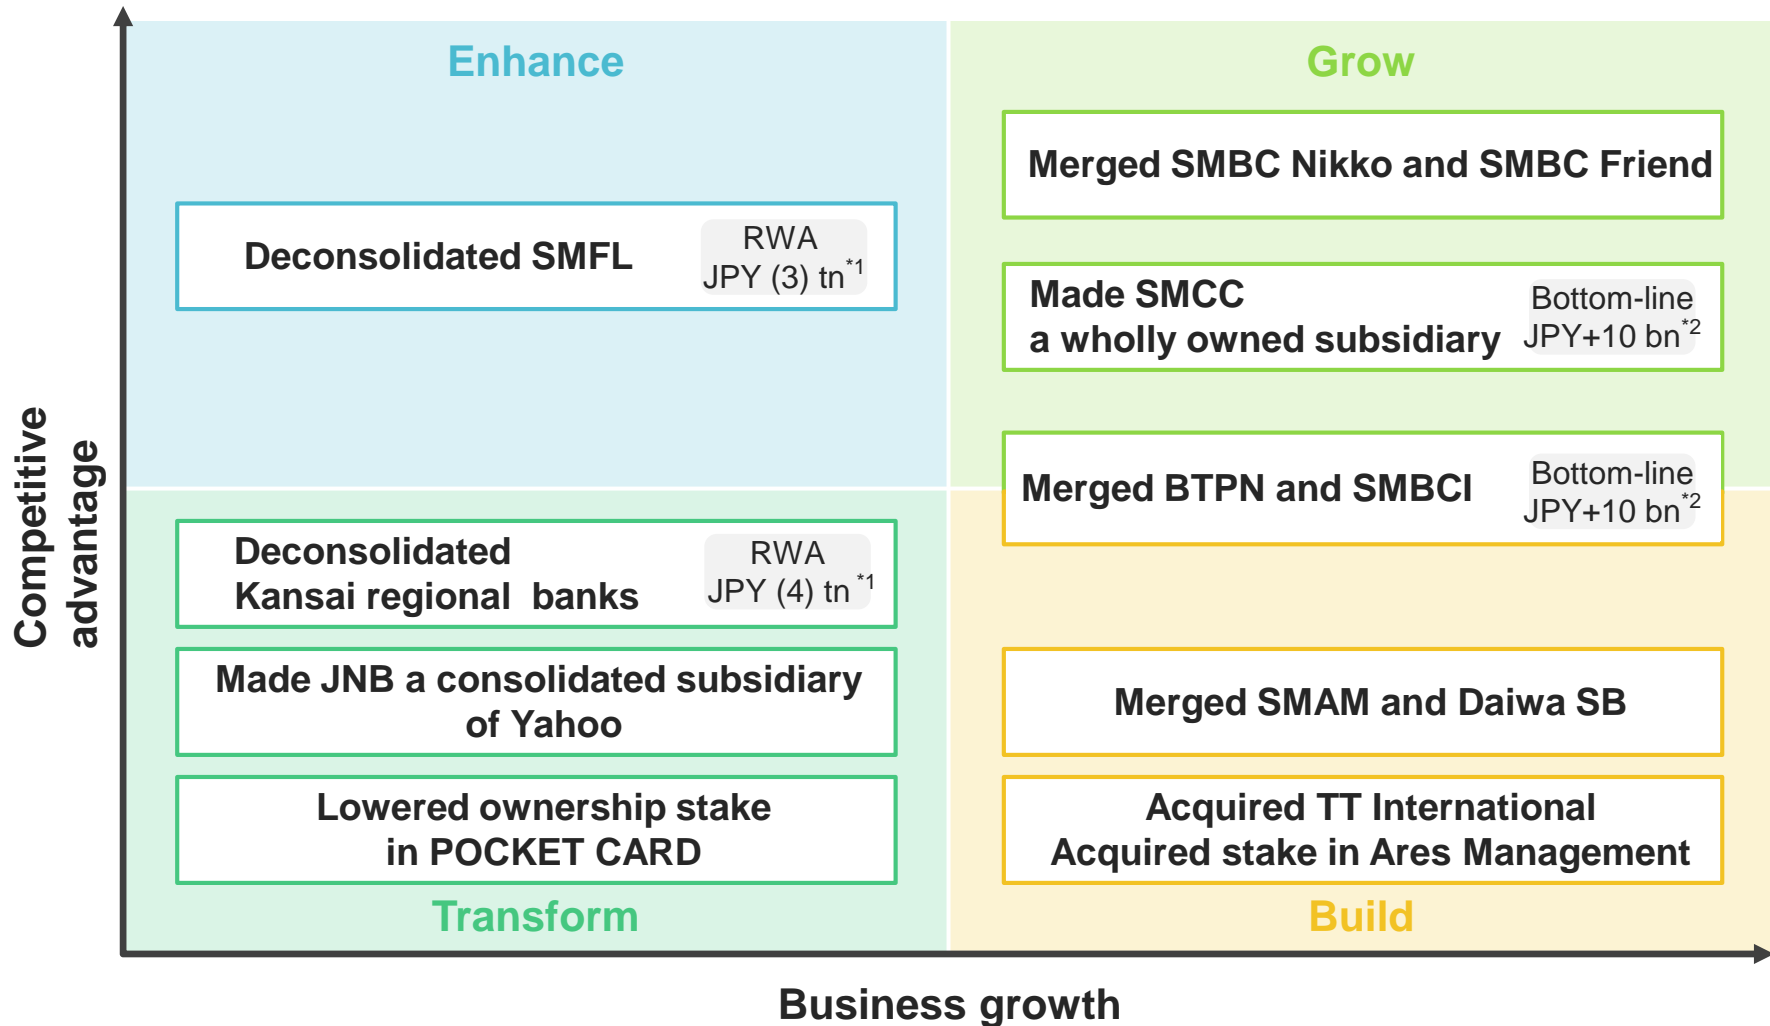 Competitive
advantage
Enhance
Deconsolidated SMFL
RWA
JPY (3) tn*1
Grow
Merged SMBC Nikko and SMBC Friend
Made SMCC
a wholly owned subsidiary
Bottom-line
JPY+10 bn*2
Merged BTPN and SMBCI
Bottom-line
JPY+10 bn*2
Deconsolidated
Kansai regional banks
RWA
JPY (4) tn *1
Made JNB a consolidated subsidiary
of Yahoo
Lowered ownership stake
in POCKET CARD
Transform
Merged SMAM and Daiwa SB
Acquired TT International
Acquired stake in Ares Management
Build
Business growth